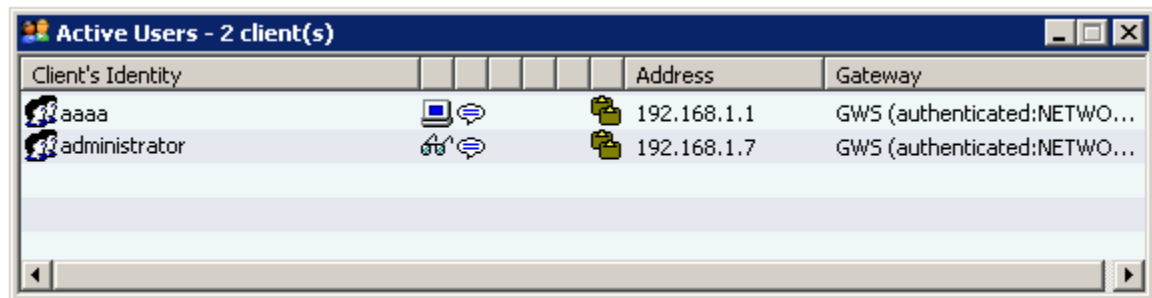 Active Users - 2 client(s)
Client's Identity Address Gateway
aaaa 192.168.1.1 GWS (authenticated:NETWO...
administrator 192.168.1.7 GWS (authenticated:NETWO...